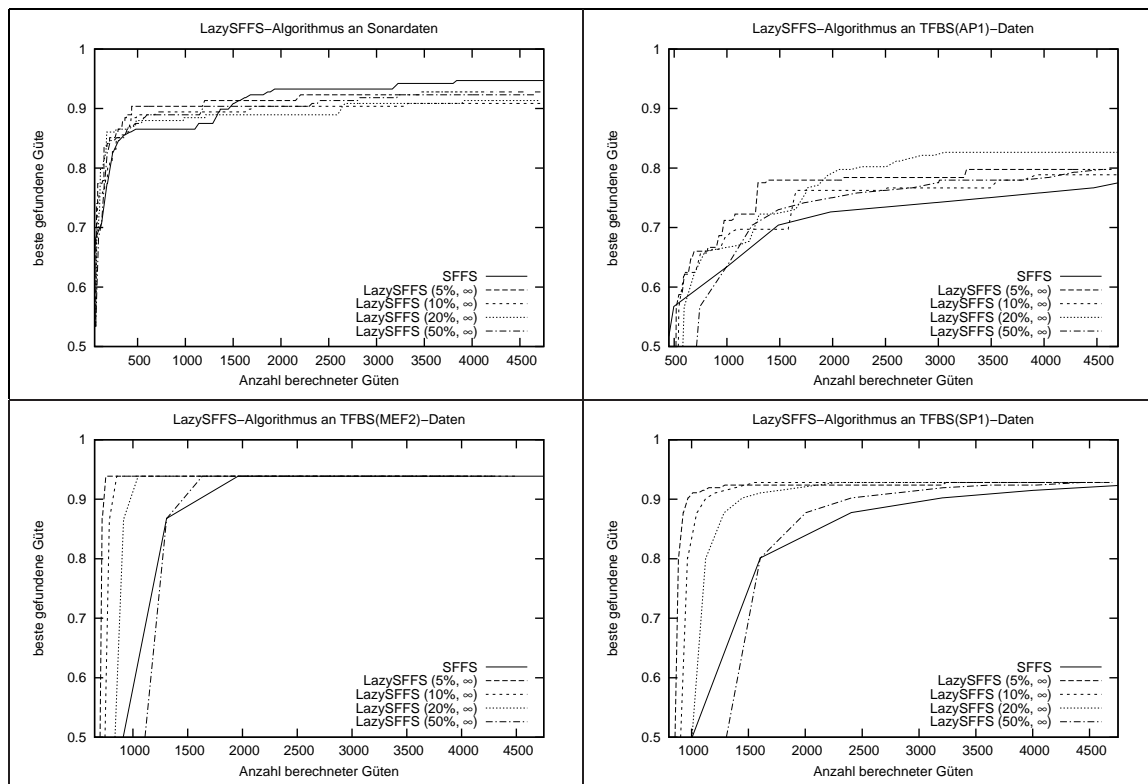 LazySFFS−Algorithmus an Sonardaten
1
0.9
0.8
0.7
0.6
0.5
beste gefundene Güte
SFFS
LazySFFS (5%, ∞)
LazySFFS (10%, ∞)
LazySFFS (20%, ∞)
LazySFFS (50%, ∞)
500 1000 1500 2000 2500 3000 3500 4000 4500
Anzahl berechneter Güten
LazySFFS−Algorithmus an TFBS(AP1)−Daten
1
0.9
0.8
0.7
0.6
0.5
beste gefundene Güte
SFFS
LazySFFS (5%, ∞)
LazySFFS (10%, ∞)
LazySFFS (20%, ∞)
LazySFFS (50%, ∞)
500 1000 1500 2000 2500 3000 3500 4000 4500
Anzahl berechneter Güten
LazySFFS−Algorithmus an TFBS(MEF2)−Daten
1
0.9
0.8
0.7
0.6
0.5
beste gefundene Güte
SFFS
LazySFFS (5%, ∞)
LazySFFS (10%, ∞)
LazySFFS (20%, ∞)
LazySFFS (50%, ∞)
1000 1500 2000 2500 3000 3500 4000 4500
Anzahl berechneter Güten
LazySFFS−Algorithmus an TFBS(SP1)−Daten
1
0.9
0.8
0.7
0.6
0.5
beste gefundene Güte
SFFS
LazySFFS (5%, ∞)
LazySFFS (10%, ∞)
LazySFFS (20%, ∞)
LazySFFS (50%, ∞)
1000 1500 2000 2500 3000 3500 4000 4500
Anzahl berechneter Güten